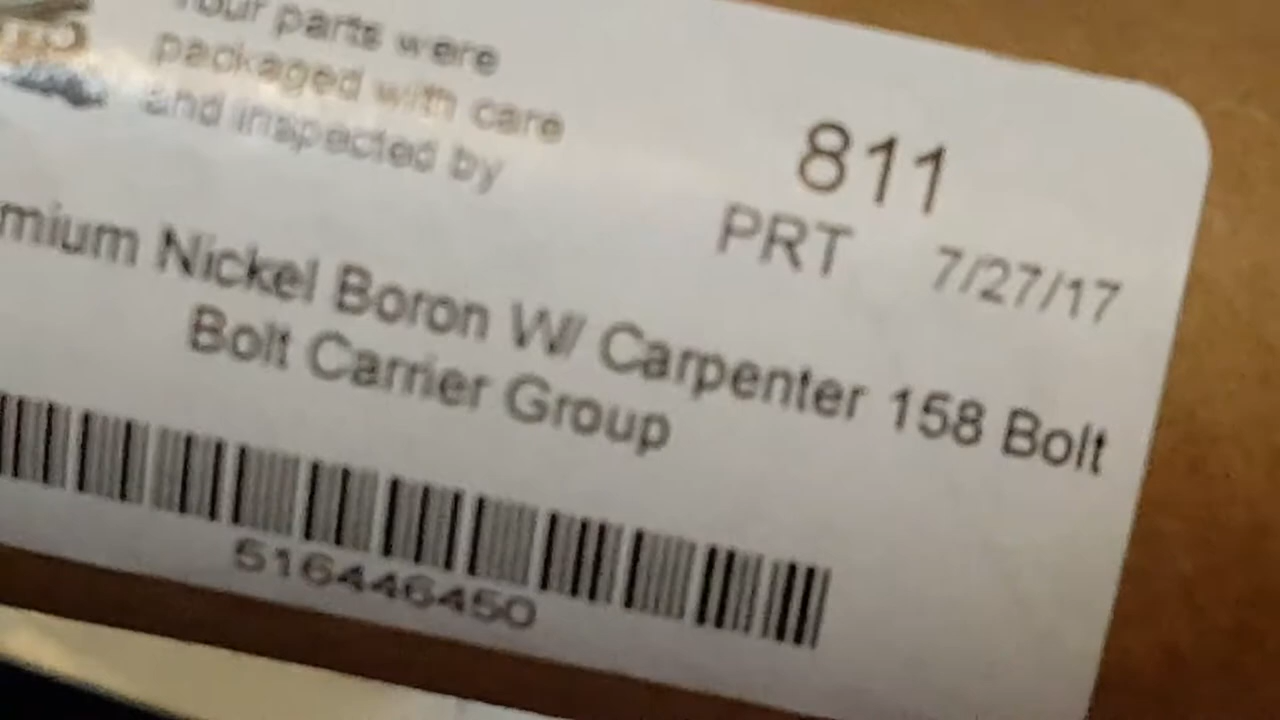 Your parts were
packaged with care
and inspected by
811
PRT 7/27/17
mium Nickel Boron W/ Carpenter 158 Bolt
Bolt Carrier Group
516446450